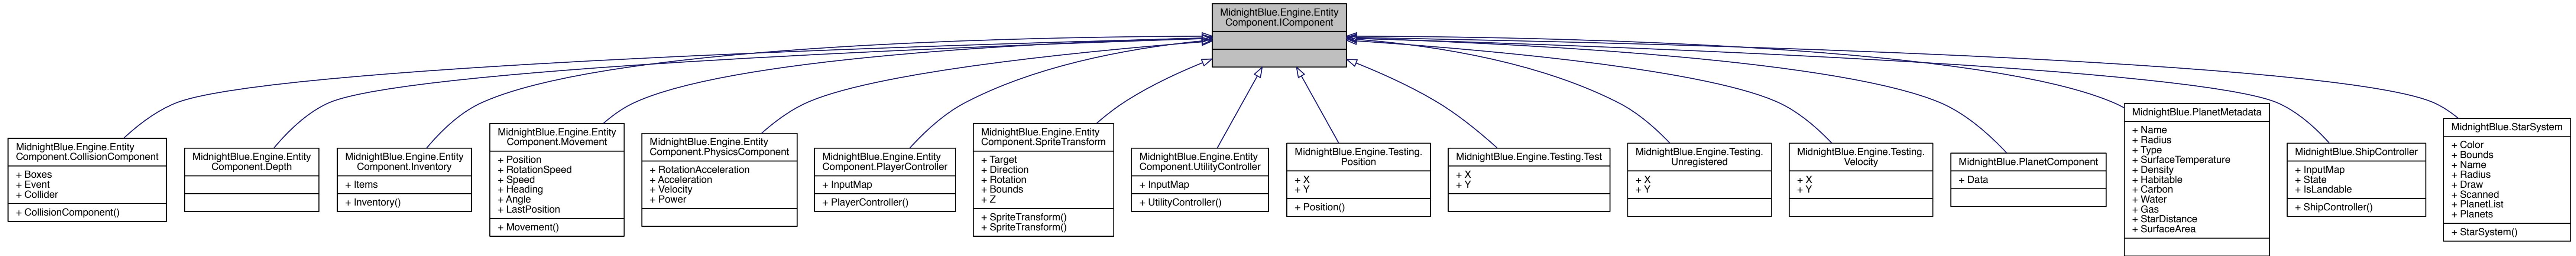 MidnightBlue.Engine.Entity
Component.IComponent
MidnightBlue.Engine.Entity
Component.CollisionComponent
+ Boxes
+ Event
+ Collider
+ CollisionComponent()
MidnightBlue.Engine.Entity
Component.Depth
MidnightBlue.Engine.Entity
Component.Inventory
+ Items
+ Inventory()
MidnightBlue.Engine.Entity
Component.Movement
+ Position
+ RotationSpeed
+ Speed
+ Heading
+ Angle
+ LastPosition
+ Movement()
MidnightBlue.Engine.Entity
Component.PhysicsComponent
+ RotationAcceleration
+ Acceleration
+ Velocity
+ Power
MidnightBlue.Engine.Entity
Component.PlayerController
+ InputMap
+ PlayerController()
MidnightBlue.Engine.Entity
Component.SpriteTransform
+ Target
+ Direction
+ Rotation
+ Bounds
+ Z
+ SpriteTransform()
+ SpriteTransform()
MidnightBlue.Engine.Entity
Component.UtilityController
+ InputMap
+ UtilityController()
MidnightBlue.Engine.Testing.
Position
+ X
+ Y
+ Position()
MidnightBlue.Engine.Testing.Test
+ X
+ Y
MidnightBlue.Engine.Testing.
Unregistered
+ X
+ Y
MidnightBlue.Engine.Testing.
Velocity
+ X
+ Y
MidnightBlue.PlanetComponent
+ Data
MidnightBlue.PlanetMetadata
+ Name
+ Radius
+ Type
+ SurfaceTemperature
+ Density
+ Habitable
+ Carbon
+ Water
+ Gas
+ StarDistance
+ SurfaceArea
MidnightBlue.ShipController
+ InputMap
+ State
+ IsLandable
+ ShipController()
MidnightBlue.StarSystem
+ Color
+ Bounds
+ Name
+ Radius
+ Draw
+ Scanned
+ PlanetList
+ Planets
+ StarSystem()